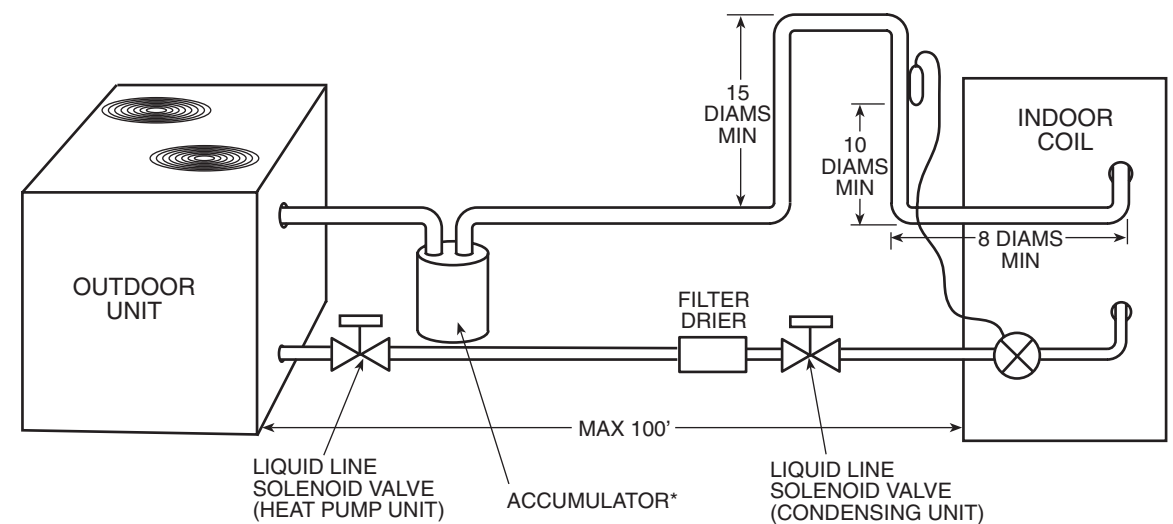 15
DIAMS
MIN
10
DIAMS
MIN
INDOOR
COIL
8 DIAMS
MIN
OUTDOOR
UNIT
FILTER
DRIER
MAX 100’
LIQUID LINE
SOLENOID VALVE
(HEAT PUMP UNIT)
ACCUMULATOR*
LIQUID LINE
SOLENOID VALVE
(CONDENSING UNIT)